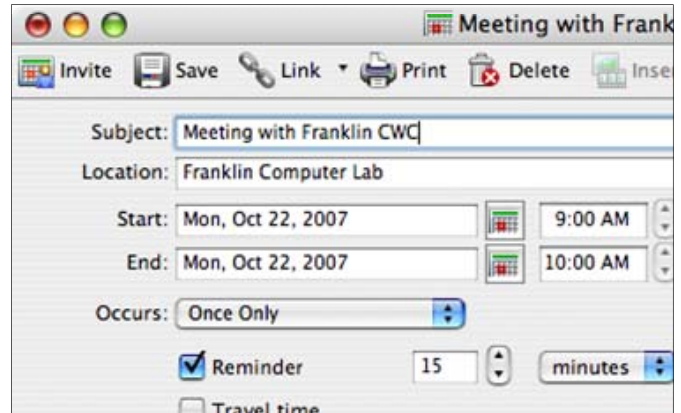 Meeting with Frank
Invite Save Link Print Delete Inser
Subject: Meeting with Franklin CWC
Location: Franklin Computer Lab
Start: Mon, Oct 22, 2007 9:00 AM
End: Mon, Oct 22, 2007 10:00 AM
Occurs: Once Only
Reminder 15 minutes
Travel time